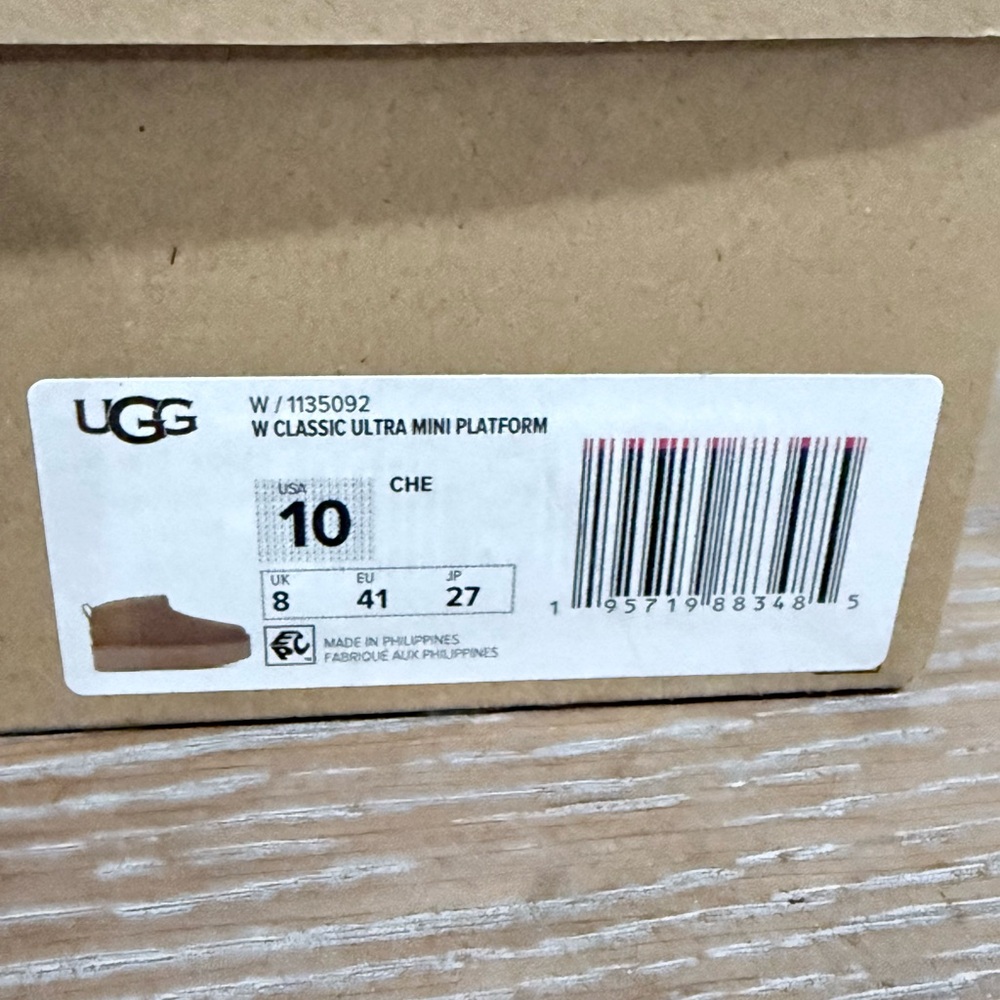 UGG
W / 1135092
W CLASSIC ULTRA MINI PLATFORM
USA
10
CHE
UK EU JP
8 41 27
EPC
MADE IN PHILIPPINES
FABRIQUÉ AUX PHILIPPINES
1 95719 88348 5